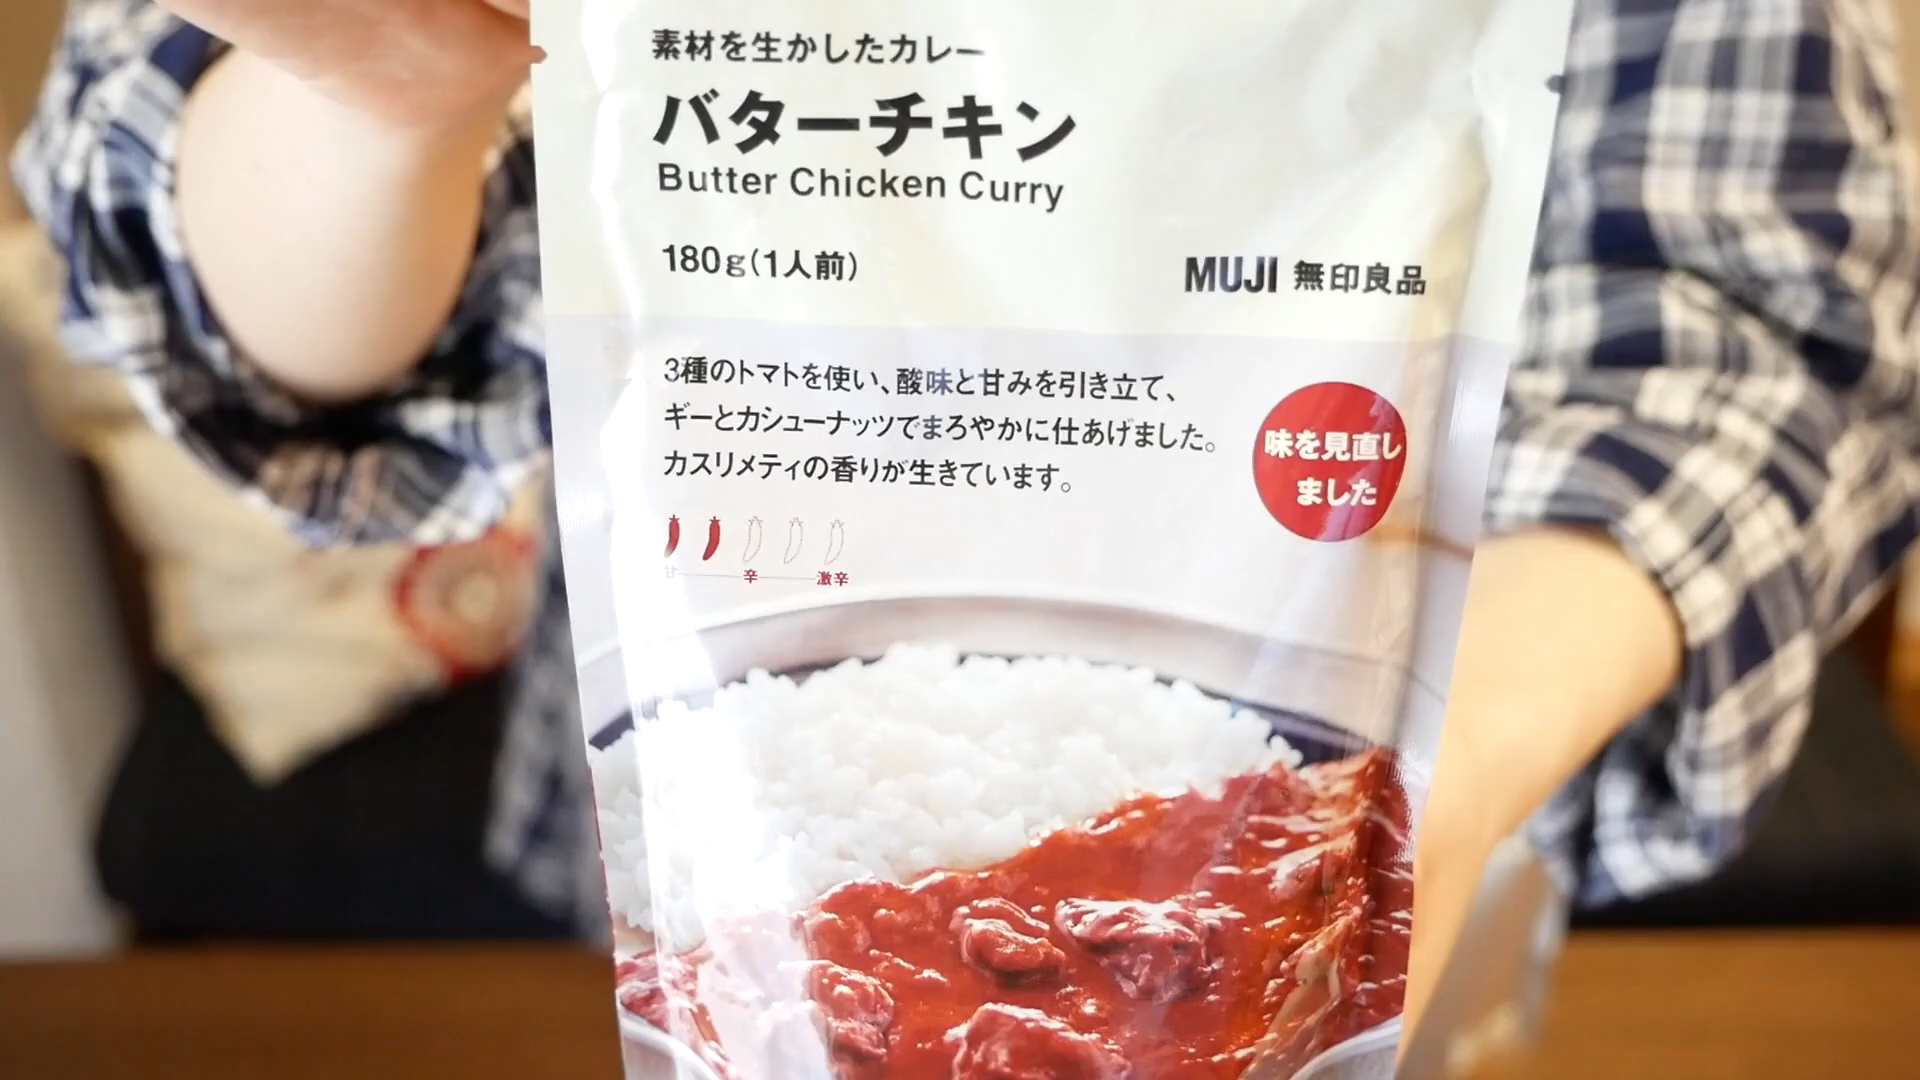 素材を生かしたカレー
バターチキン
Butter Chicken Curry
180g(1人前)
MUJI 無印良品
3種のトマトを使い、酸味と甘みを引き立て、
ギーとカシューナッツでまろやかに仕あげました。
カスリメティの香りが生きています。
味を見直し
ました
甘 辛 激辛